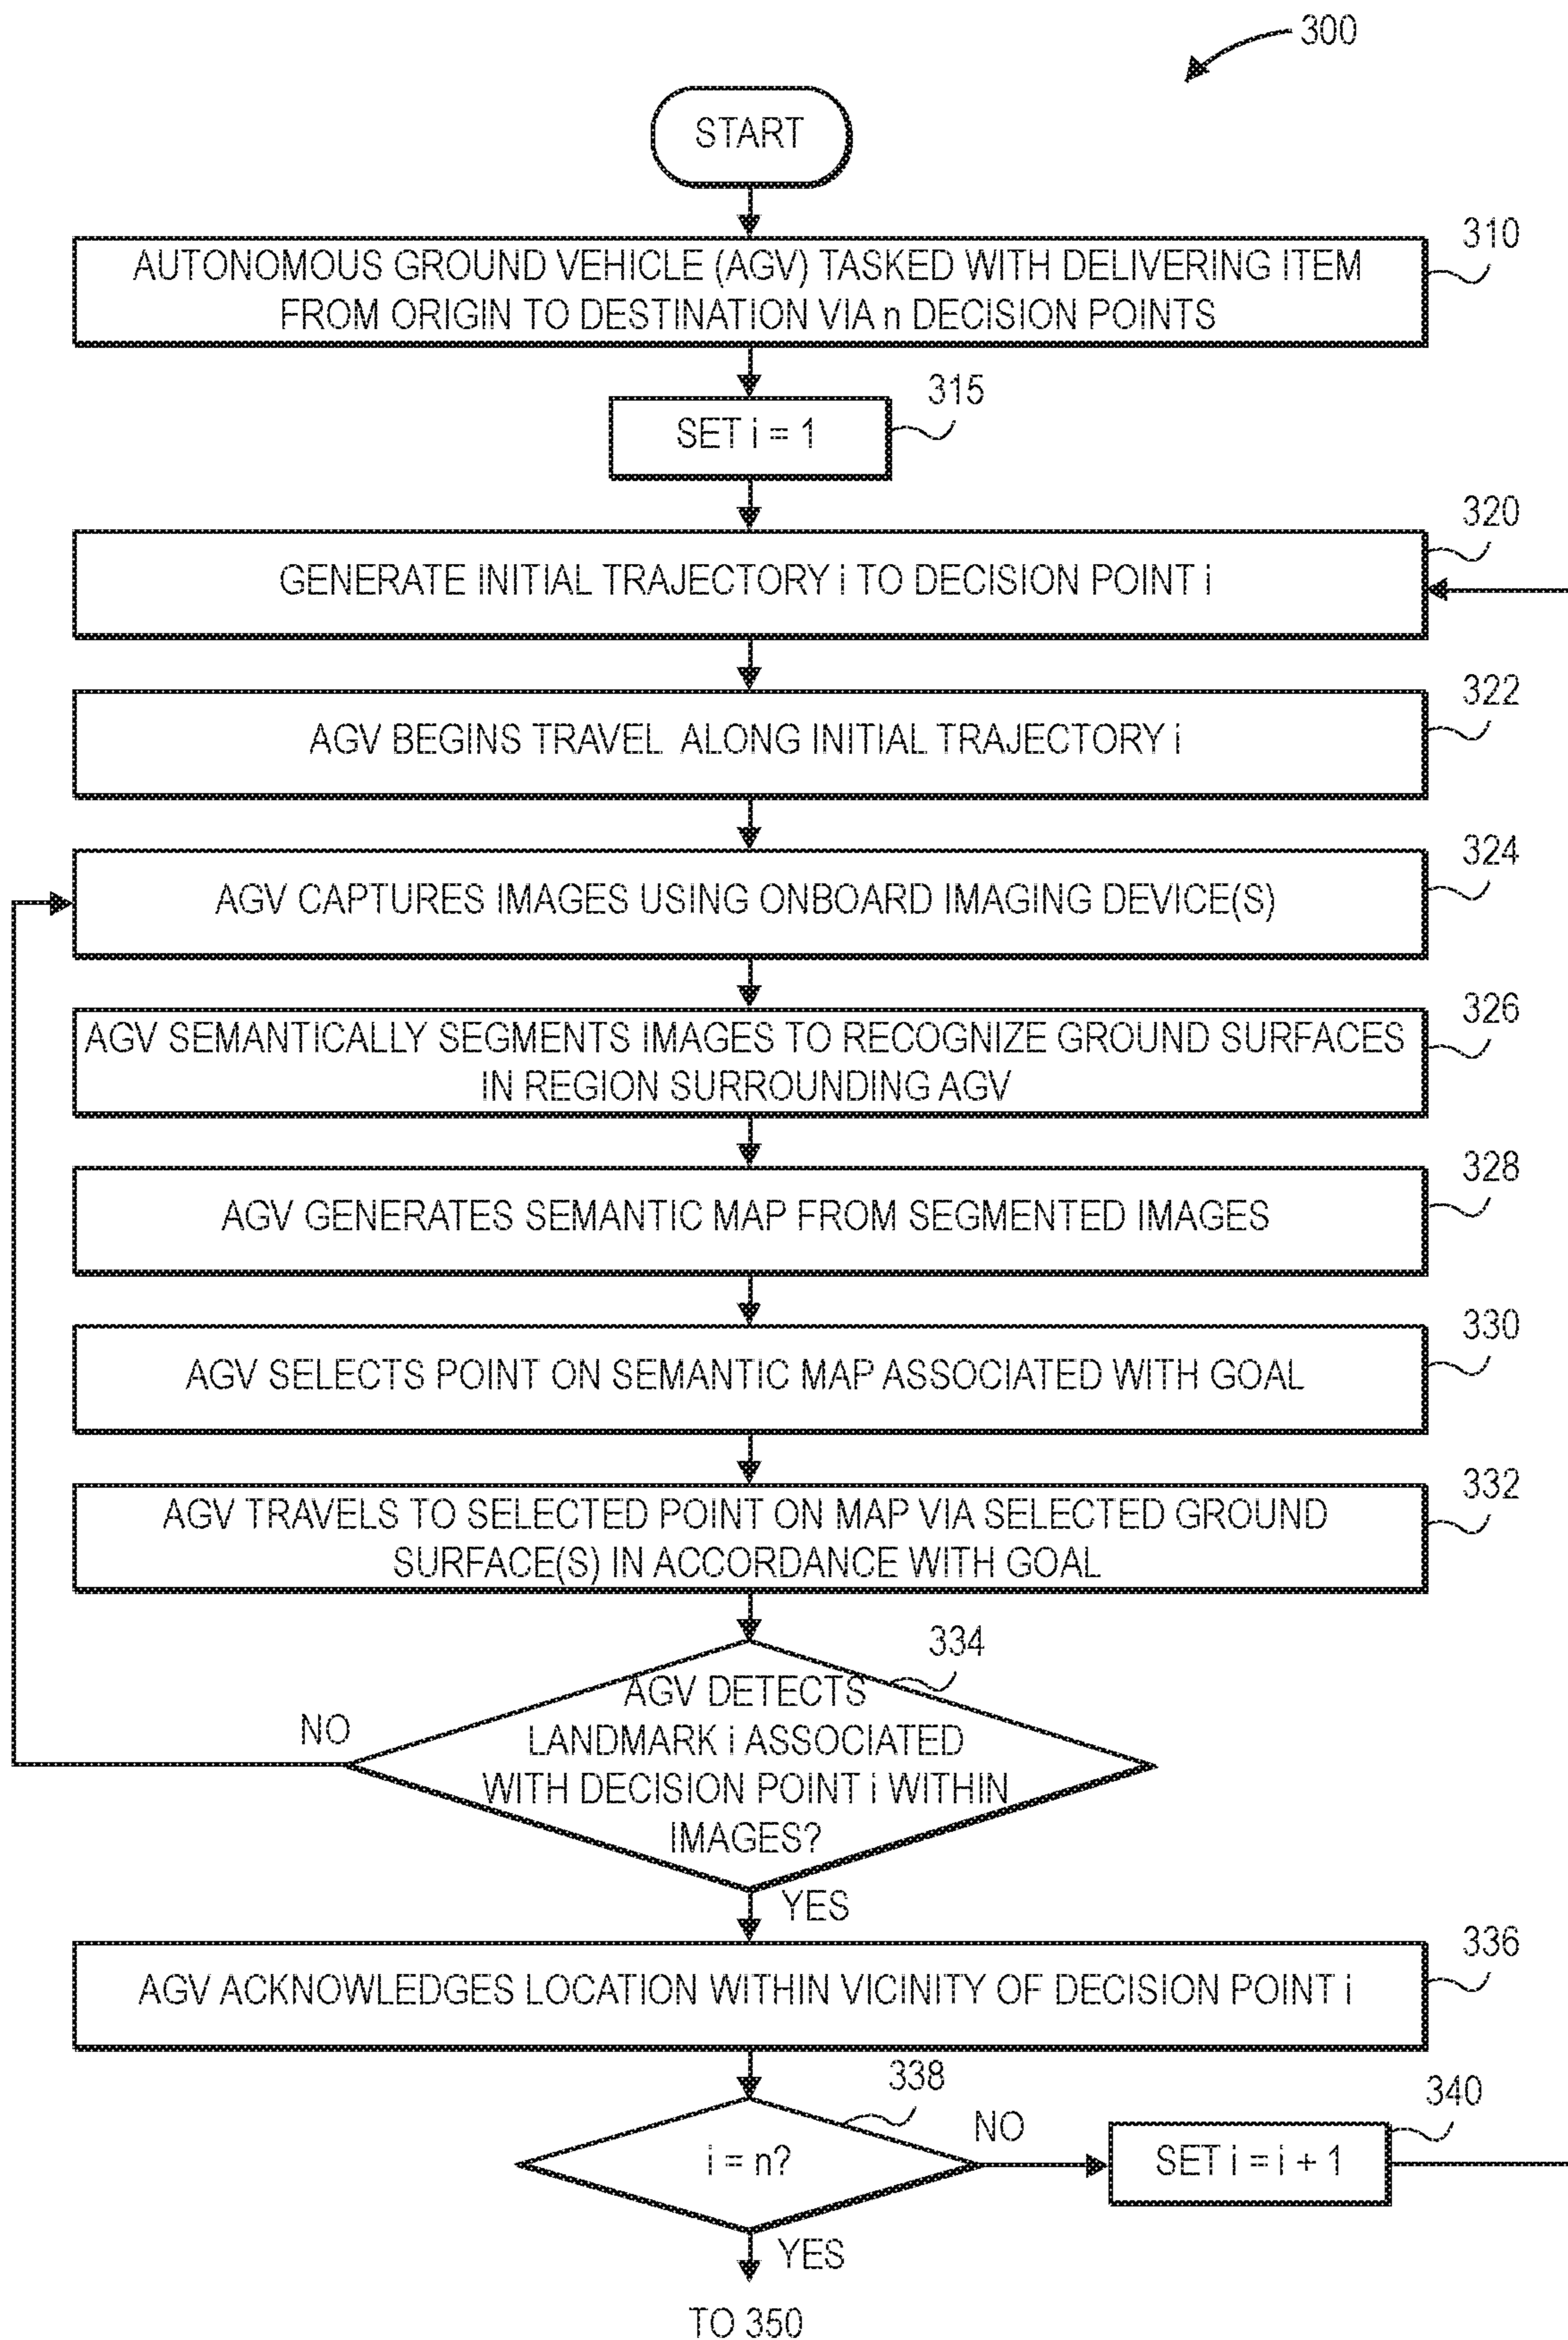 300
START
310
AUTONOMOUS GROUND VEHICLE (AGV) TASKED WITH DELIVERING ITEM
FROM ORIGIN TO DESTINATION VIA n DECISION POINTS
315
SET i = 1
320
GENERATE INITIAL TRAJECTORY i TO DECISION POINT i
322
AGV BEGINS TRAVEL ALONG INITIAL TRAJECTORY i
324
AGV CAPTURES IMAGES USING ONBOARD IMAGING DEVICE(S)
326
AGV SEMANTICALLY SEGMENTS IMAGES TO RECOGNIZE GROUND SURFACES
IN REGION SURROUNDING AGV
328
AGV GENERATES SEMANTIC MAP FROM SEGMENTED IMAGES
330
AGV SELECTS POINT ON SEMANTIC MAP ASSOCIATED WITH GOAL
332
AGV TRAVELS TO SELECTED POINT ON MAP VIA SELECTED GROUND
SURFACE(S) IN ACCORDANCE WITH GOAL
334
AGV DETECTS
LANDMARK i ASSOCIATED
WITH DECISION POINT i WITHIN
IMAGES?
NO
YES
336
AGV ACKNOWLEDGES LOCATION WITHIN VICINITY OF DECISION POINT i
338
i = n?
NO
340
SET i = i + 1
YES
TO 350